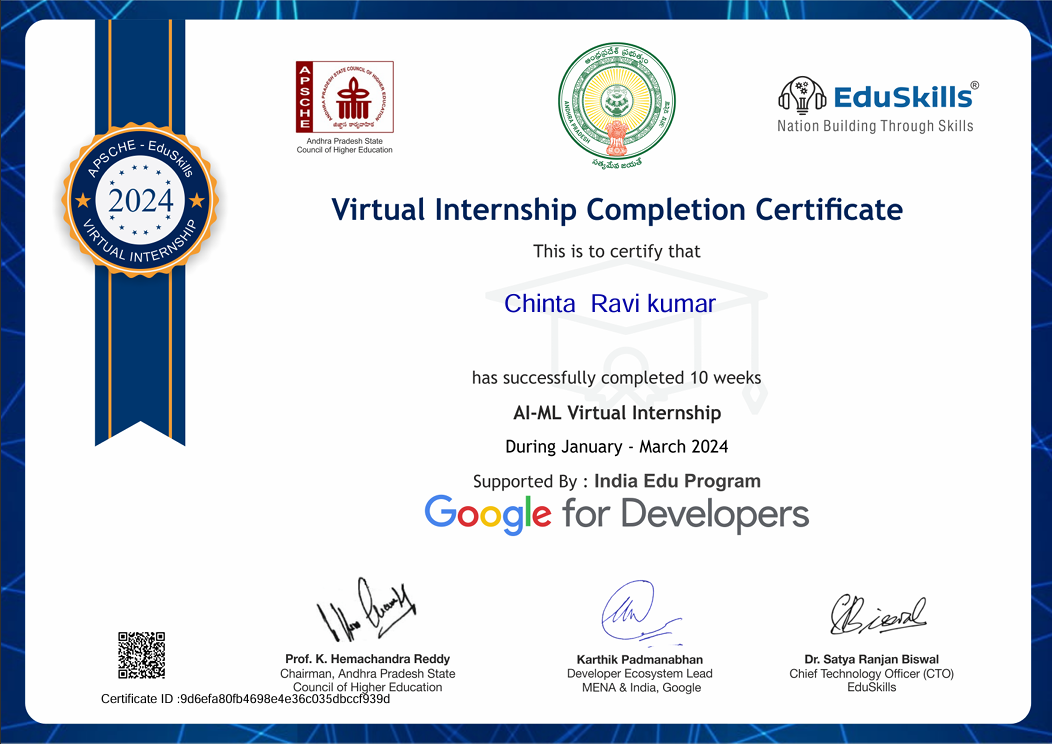 APSCHE
ANDHRA PRADESH STATE COUNCIL OF HIGHER EDUCATION
Andhra Pradesh State
Council of Higher Education
ఆంధ్రప్రదేశ్ ప్రభుత్వం
ANDHRA PRADESH
సత్యమేవ జయతే
EduSkills®
Nation Building Through Skills
APSCHE - EduSkills
2024
VIRTUAL INTERNSHIP
Virtual Internship Completion Certificate
This is to certify that
Chinta Ravi kumar
has successfully completed 10 weeks
AI-ML Virtual Internship
During January - March 2024
Supported By : India Edu Program
Google for Developers
Prof. K. Hemachandra Reddy
Chairman, Andhra Pradesh State
Council of Higher Education
Karthik Padmanabhan
Developer Ecosystem Lead
MENA & India, Google
Dr. Satya Ranjan Biswal
Chief Technology Officer (CTO)
EduSkills
Certificate ID :9d6efa80fb4698e4e36c035dbccf939d